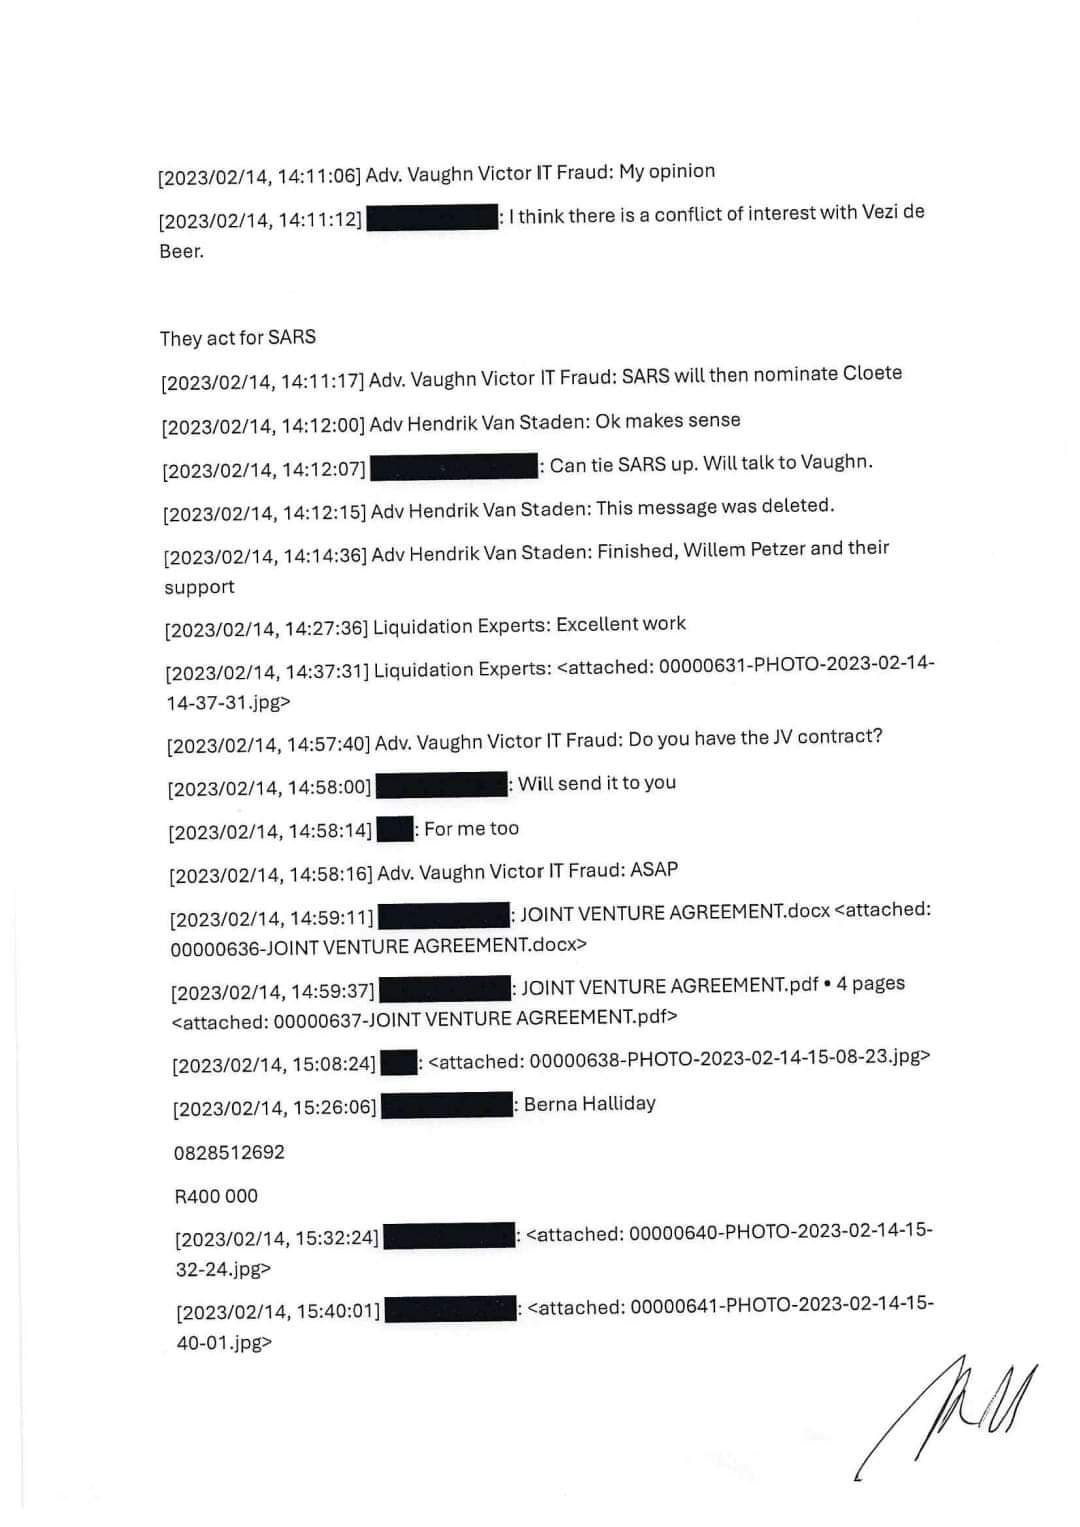 [2023/02/14, 14:11:06] Adv. Vaughn Victor IT Fraud: My opinion
[2023/02/14, 14:11:12] : I think there is a conflict of interest with Vezi de
Beer.
They act for SARS
[2023/02/14, 14:11:17] Adv. Vaughn Victor IT Fraud: SARS will then nominate Cloete
[2023/02/14, 14:12:00] Adv Hendrik Van Staden: Ok makes sense
[2023/02/14, 14:12:07] : Can tie SARS up. Will talk to Vaughn.
[2023/02/14, 14:12:15] Adv Hendrik Van Staden: This message was deleted.
[2023/02/14, 14:14:36] Adv Hendrik Van Staden: Finished, Willem Petzer and their
support
[2023/02/14, 14:27:36] Liquidation Experts: Excellent work
[2023/02/14, 14:37:31] Liquidation Experts: <attached: 00000631-PHOTO-2023-02-14-
14-37-31.jpg>
[2023/02/14, 14:57:40] Adv. Vaughn Victor IT Fraud: Do you have the JV contract?
[2023/02/14, 14:58:00] : Will send it to you
[2023/02/14, 14:58:14] : For me too
[2023/02/14, 14:58:16] Adv. Vaughn Victor IT Fraud: ASAP
[2023/02/14, 14:59:11] : JOINT VENTURE AGREEMENT.docx <attached:
00000636-JOINT VENTURE AGREEMENT.docx>
[2023/02/14, 14:59:37] : JOINT VENTURE AGREEMENT.pdf • 4 pages
<attached: 00000637-JOINT VENTURE AGREEMENT.pdf>
[2023/02/14, 15:08:24] : <attached: 00000638-PHOTO-2023-02-14-15-08-23.jpg>
[2023/02/14, 15:26:06] : Berna Halliday
0828512692
R400 000
[2023/02/14, 15:32:24] : <attached: 00000640-PHOTO-2023-02-14-15-
32-24.jpg>
[2023/02/14, 15:40:01] : <attached: 00000641-PHOTO-2023-02-14-15-
40-01.jpg>